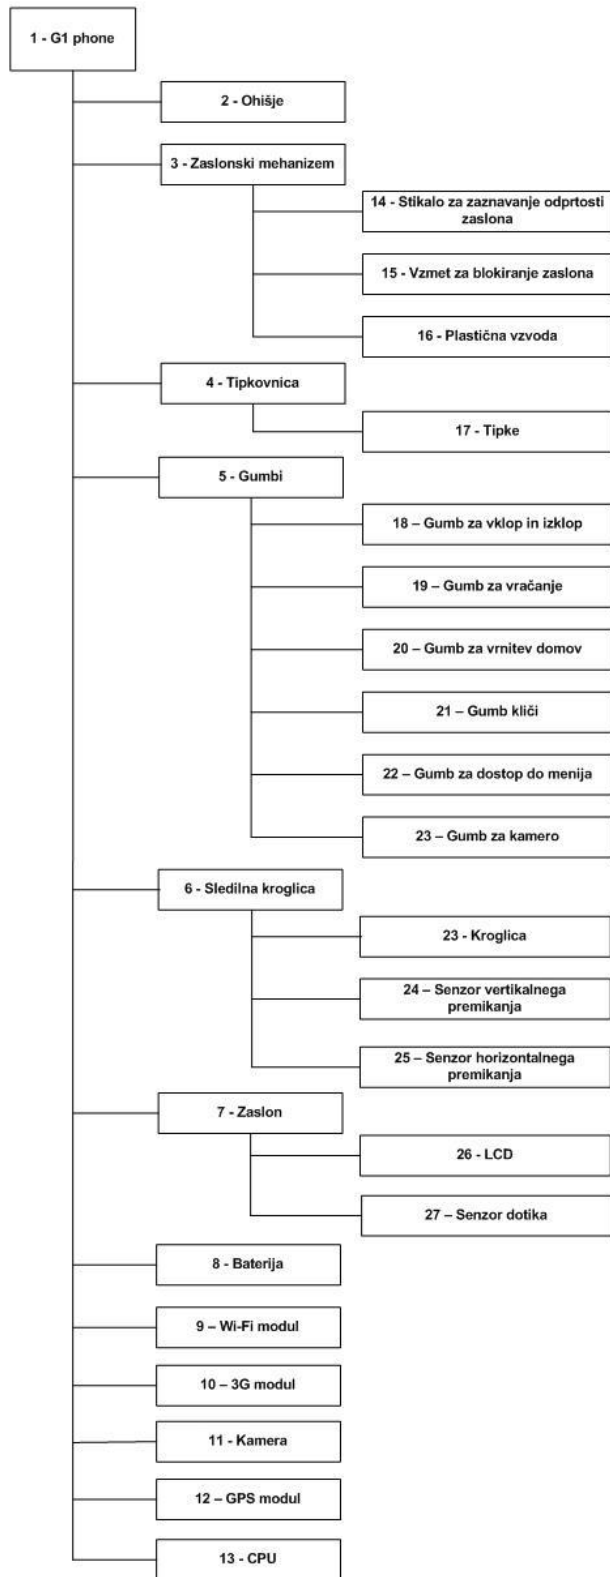 1 - G1 phone
2 - Ohišje
3 - Zaslonski mehanizem
14 - Stikalo za zaznavanje odprtosti
zaslona
15 - Vzmet za blokiranje zaslona
16 - Plastična vzvoda
4 - Tipkovnica
17 - Tipke
5 - Gumbi
18 – Gumb za vklop in izklop
19 – Gumb za vračanje
20 – Gumb za vrnitev domov
21 – Gumb kliči
22 – Gumb za dostop do menija
23 – Gumb za kamero
6 - Sledilna kroglica
23 - Kroglica
24 – Senzor vertikalnega
premikanja
25 – Senzor horizontalnega
premikanja
7 - Zaslon
26 - LCD
27 – Senzor dotika
8 - Baterija
9 – Wi-Fi modul
10 – 3G modul
11 - Kamera
12 – GPS modul
13 - CPU